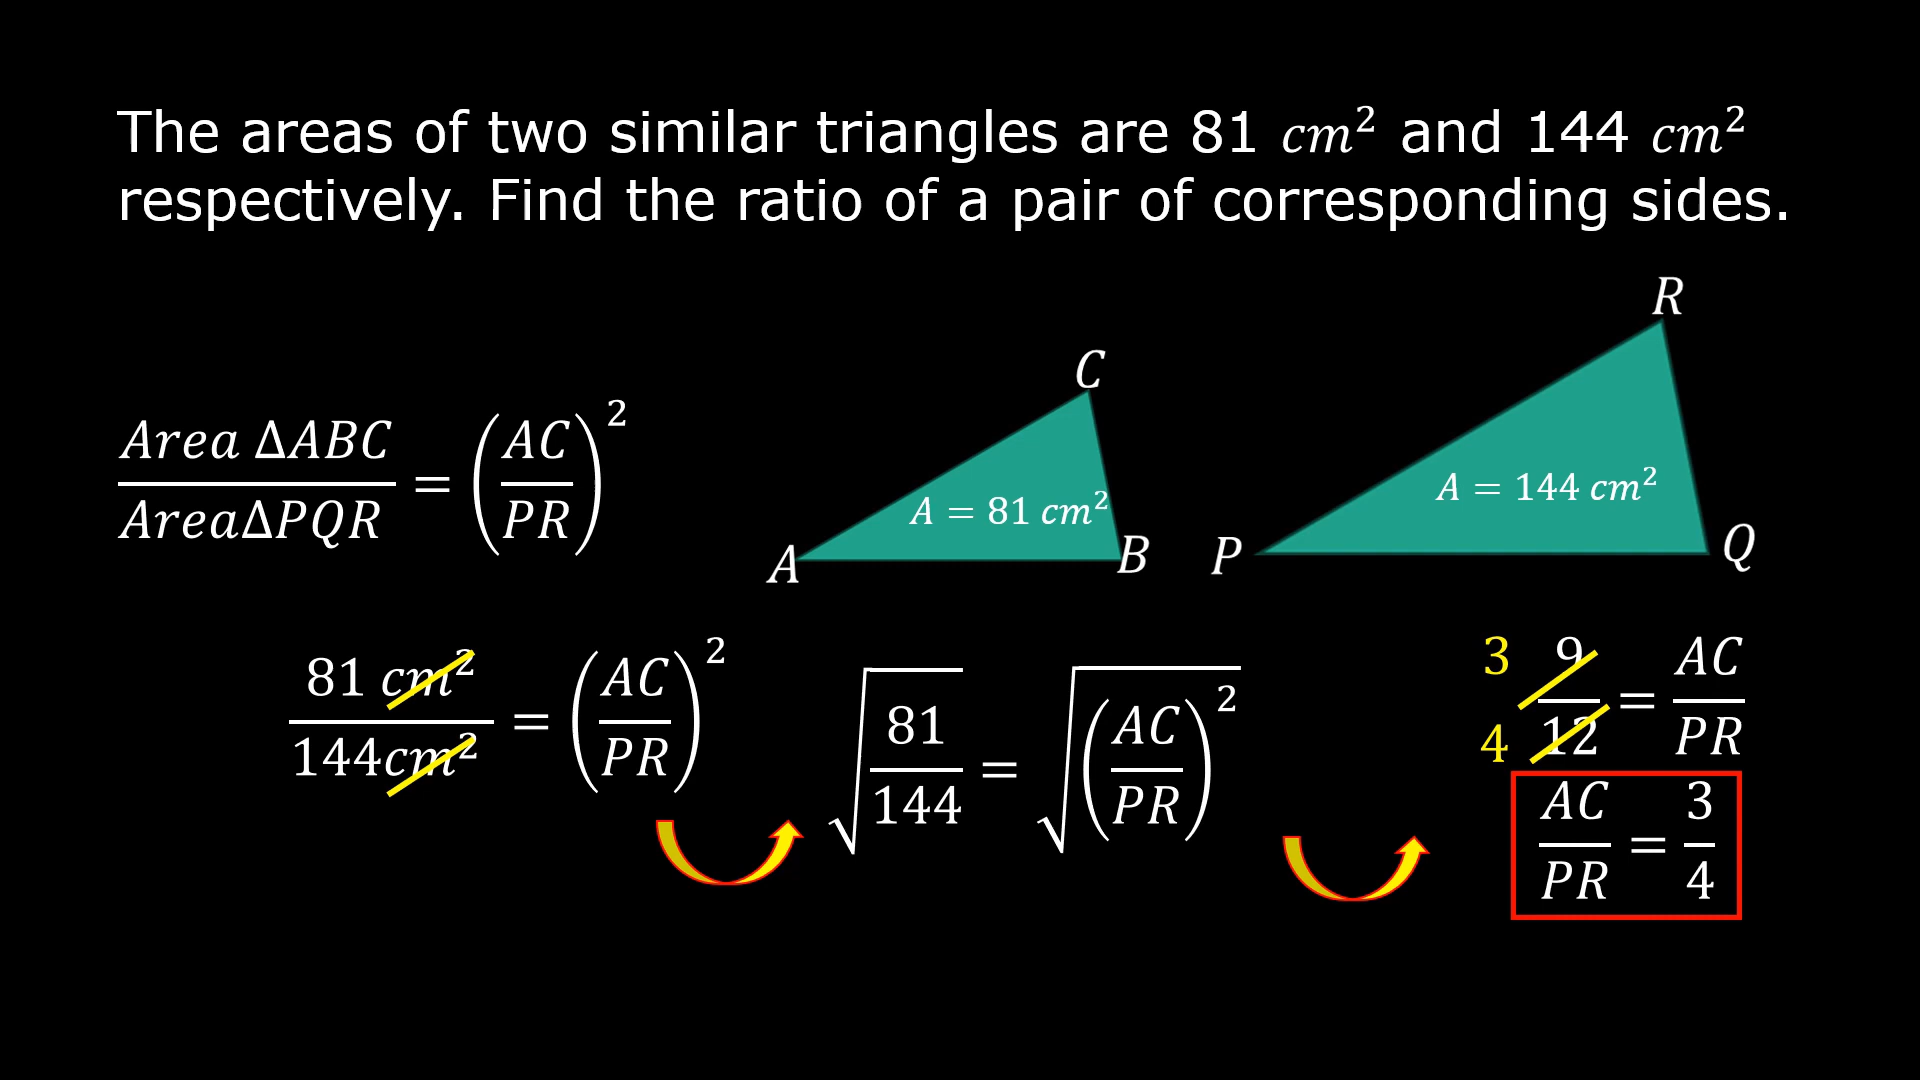 The areas of two similar triangles are 81 cm² and 144 cm²
respectively. Find the ratio of a pair of corresponding sides.
R
C
Area ΔABC / AreaΔPQR = (AC / PR)²
A = 81 cm²
A = 144 cm²
A
B
P
Q
81 cm² / 144cm² = (AC / PR)²
√(81 / 144) = √((AC / PR)²)
3 9
4 12
= AC / PR
AC / PR = 3 / 4